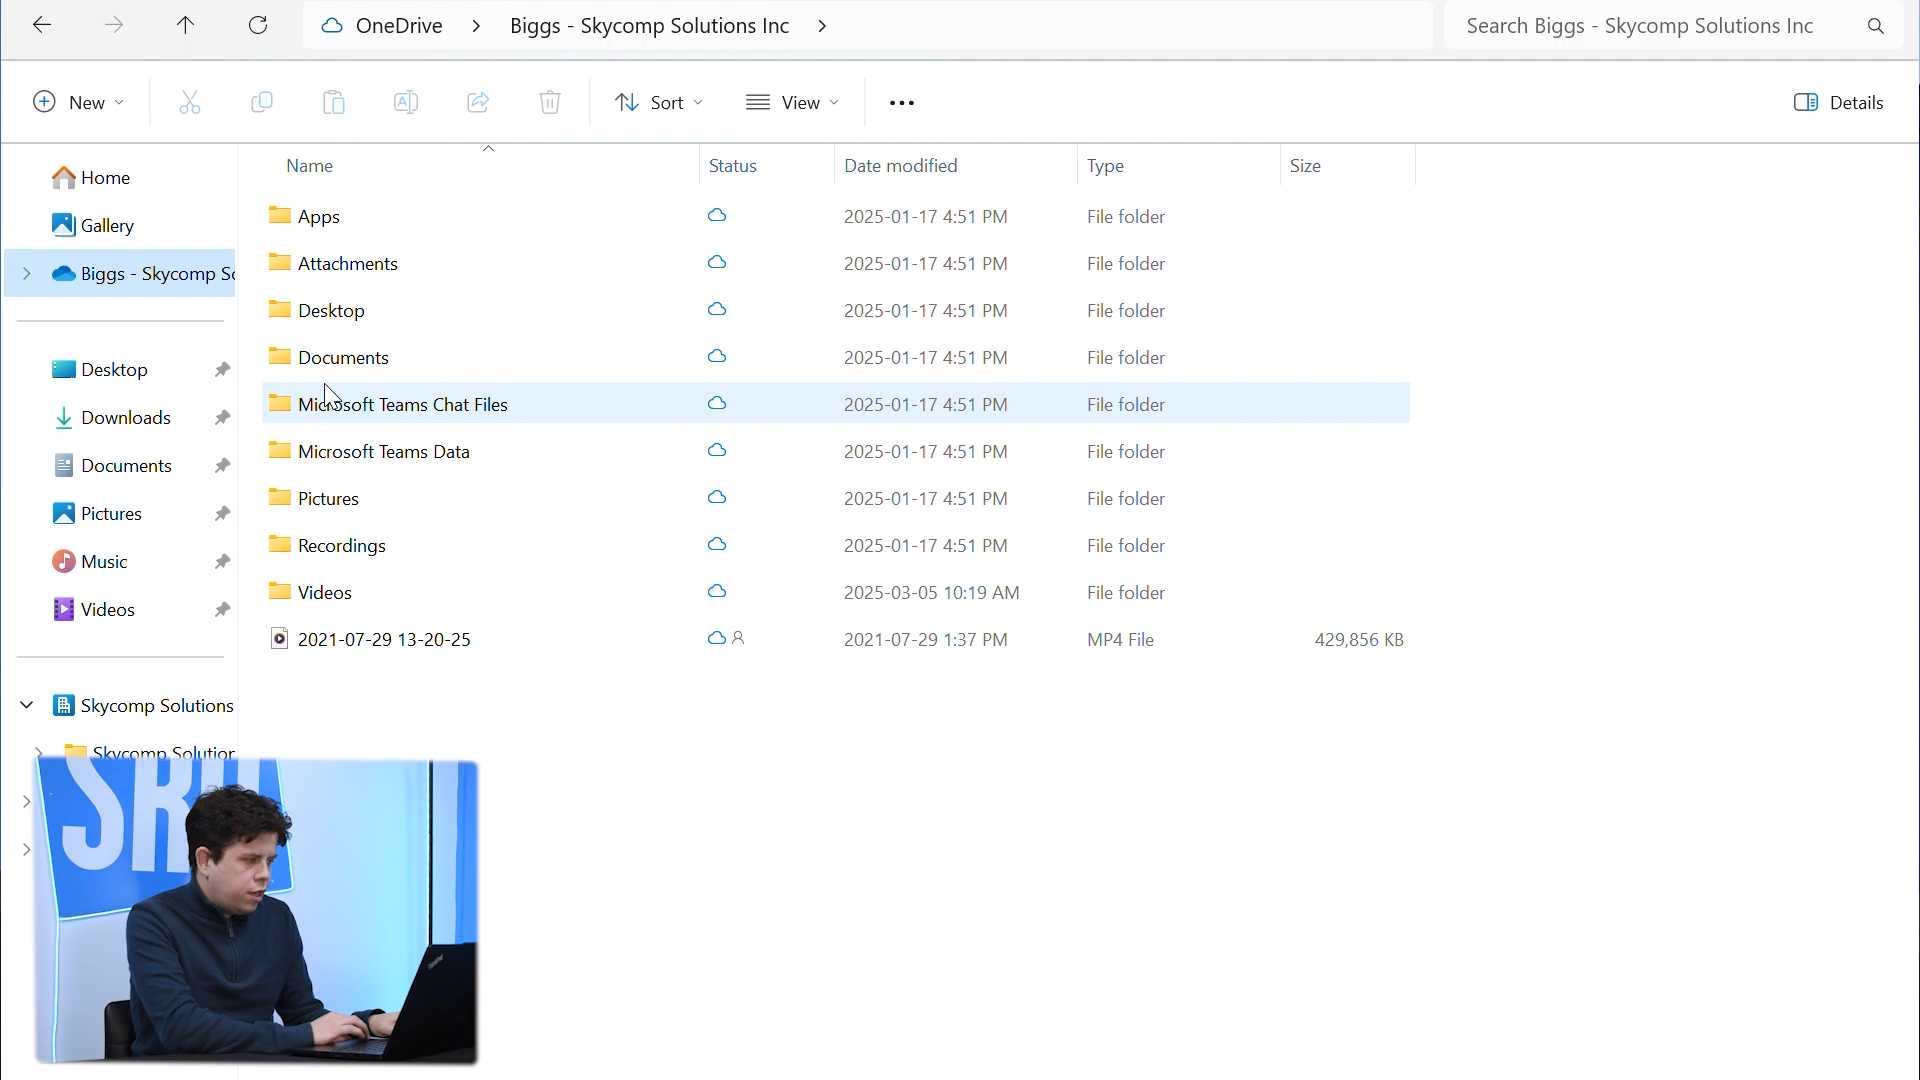 OneDrive > Biggs - Skycomp Solutions Inc >
Search Biggs - Skycomp Solutions Inc
New
Sort
View
Details
Home
Gallery
Biggs - Skycomp Sc
Desktop
Downloads
Documents
Pictures
Music
Videos
Skycomp Solutions
Skycomp Solution
Name Status Date modified Type Size
Apps 2025-01-17 4:51 PM File folder
Attachments 2025-01-17 4:51 PM File folder
Desktop 2025-01-17 4:51 PM File folder
Documents 2025-01-17 4:51 PM File folder
Microsoft Teams Chat Files 2025-01-17 4:51 PM File folder
Microsoft Teams Data 2025-01-17 4:51 PM File folder
Pictures 2025-01-17 4:51 PM File folder
Recordings 2025-01-17 4:51 PM File folder
Videos 2025-03-05 10:19 AM File folder
2021-07-29 13-20-25 2021-07-29 1:37 PM MP4 File 429,856 KB
ThinkPad